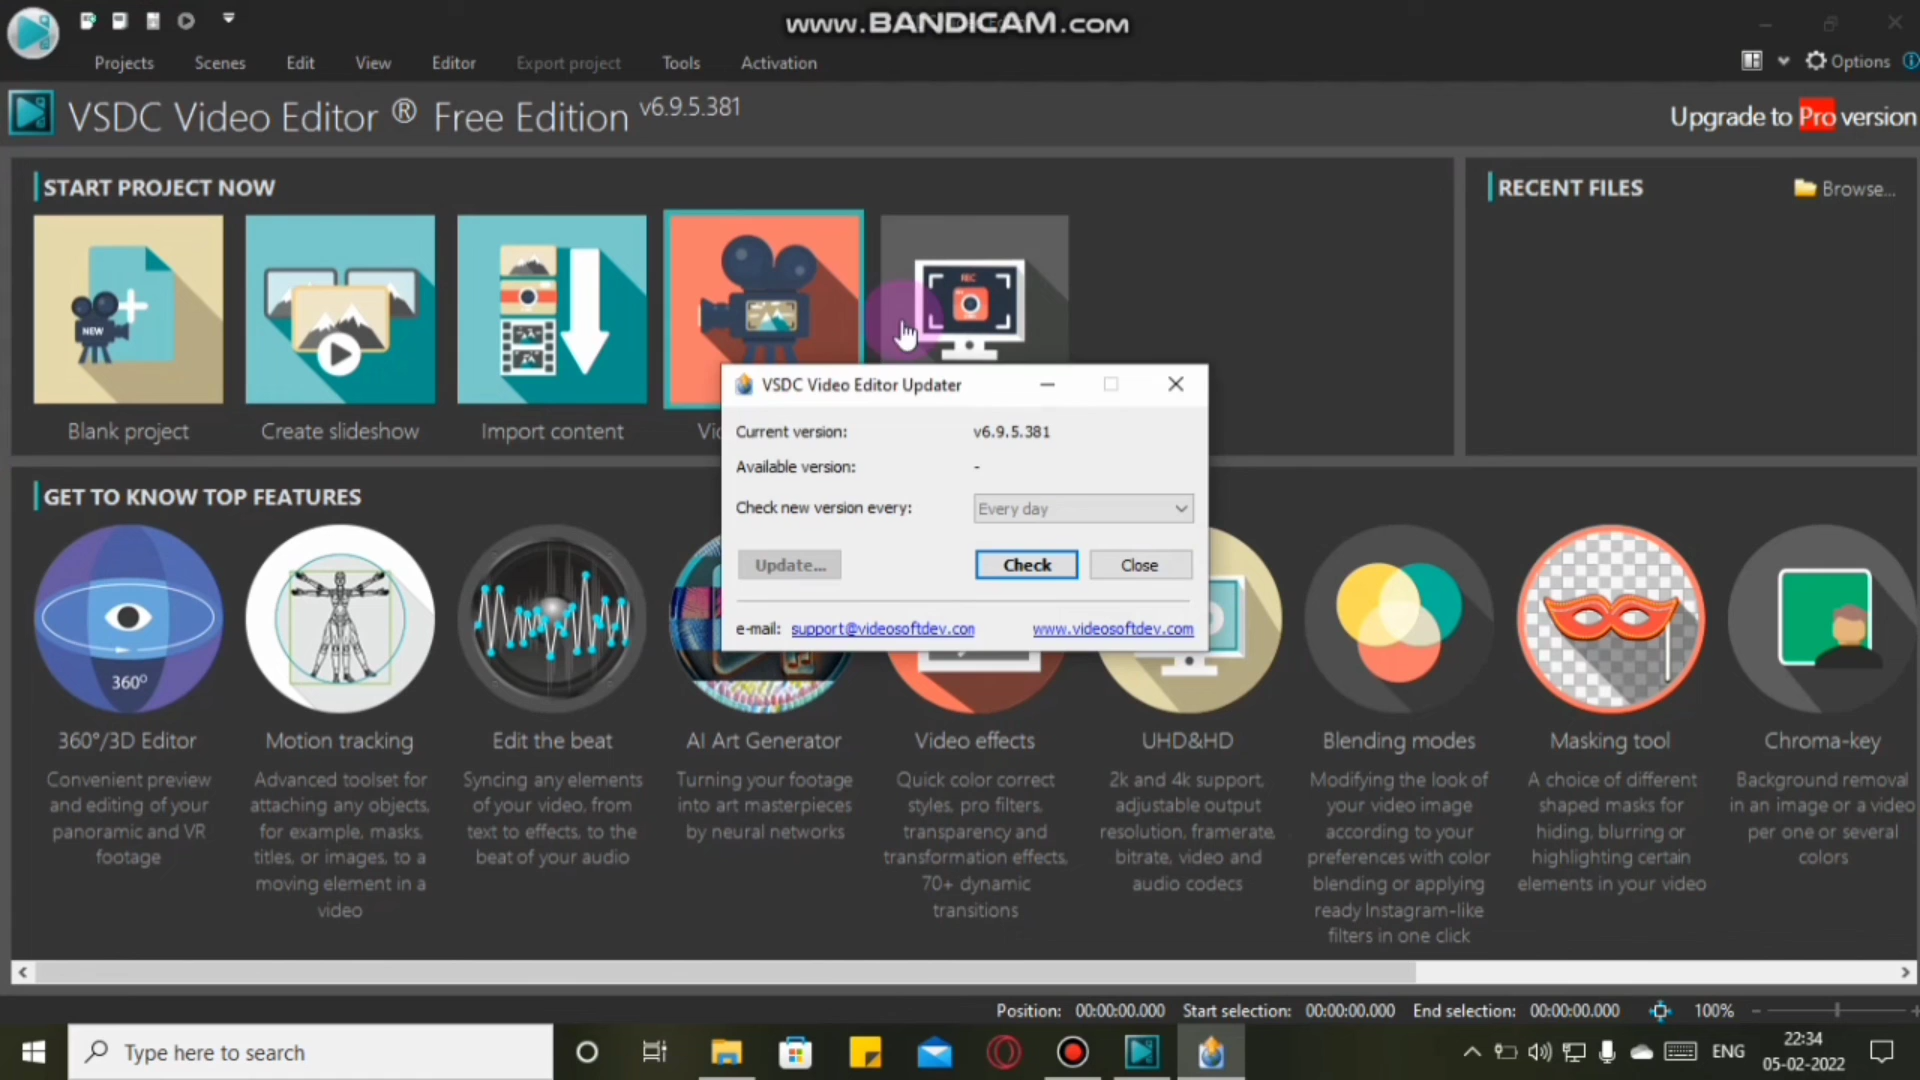 www.BANDICAM.com
Projects Scenes Edit View Editor Export project Tools Activation
Options
VSDC Video Editor ® Free Edition v6.9.5.381
Upgrade to Pro version
START PROJECT NOW
RECENT FILES
Browse...
NEW
REC
Blank project
Create slideshow
Import content
VSDC Video Editor Updater
Current version: v6.9.5.381
Available version: -
Check new version every: Every day
Update... Check Close
e-mail: support@videosoftdev.con www.videosoftdev.com
GET TO KNOW TOP FEATURES
360°
360°/3D Editor
Convenient preview
and editing of your
panoramic and VR
footage
Motion tracking
Advanced toolset for
attaching any objects,
for example, masks,
titles, or images, to a
moving element in a
video
Edit the beat
Syncing any elements
of your video, from
text to effects, to the
beat of your audio
AI Art Generator
Turning your footage
into art masterpieces
by neural networks
Video effects
Quick color correct
styles, pro filters,
transparency and
transformation effects,
70+ dynamic
transitions
UHD&HD
2k and 4k support,
adjustable output
resolution, framerate,
bitrate, video and
audio codecs
Blending modes
Modifying the look of
your video image
according to your
preferences with color
blending or applying
ready Instagram-like
filters in one click
Masking tool
A choice of different
shaped masks for
hiding, blurring or
highlighting certain
elements in your video
Chroma-key
Background removal
in an image or a video
per one or several
colors
Position: 00:00:00.000 Start selection: 00:00:00.000 End selection: 00:00:00.000 100%
Type here to search
ENG
22:34
05-02-2022